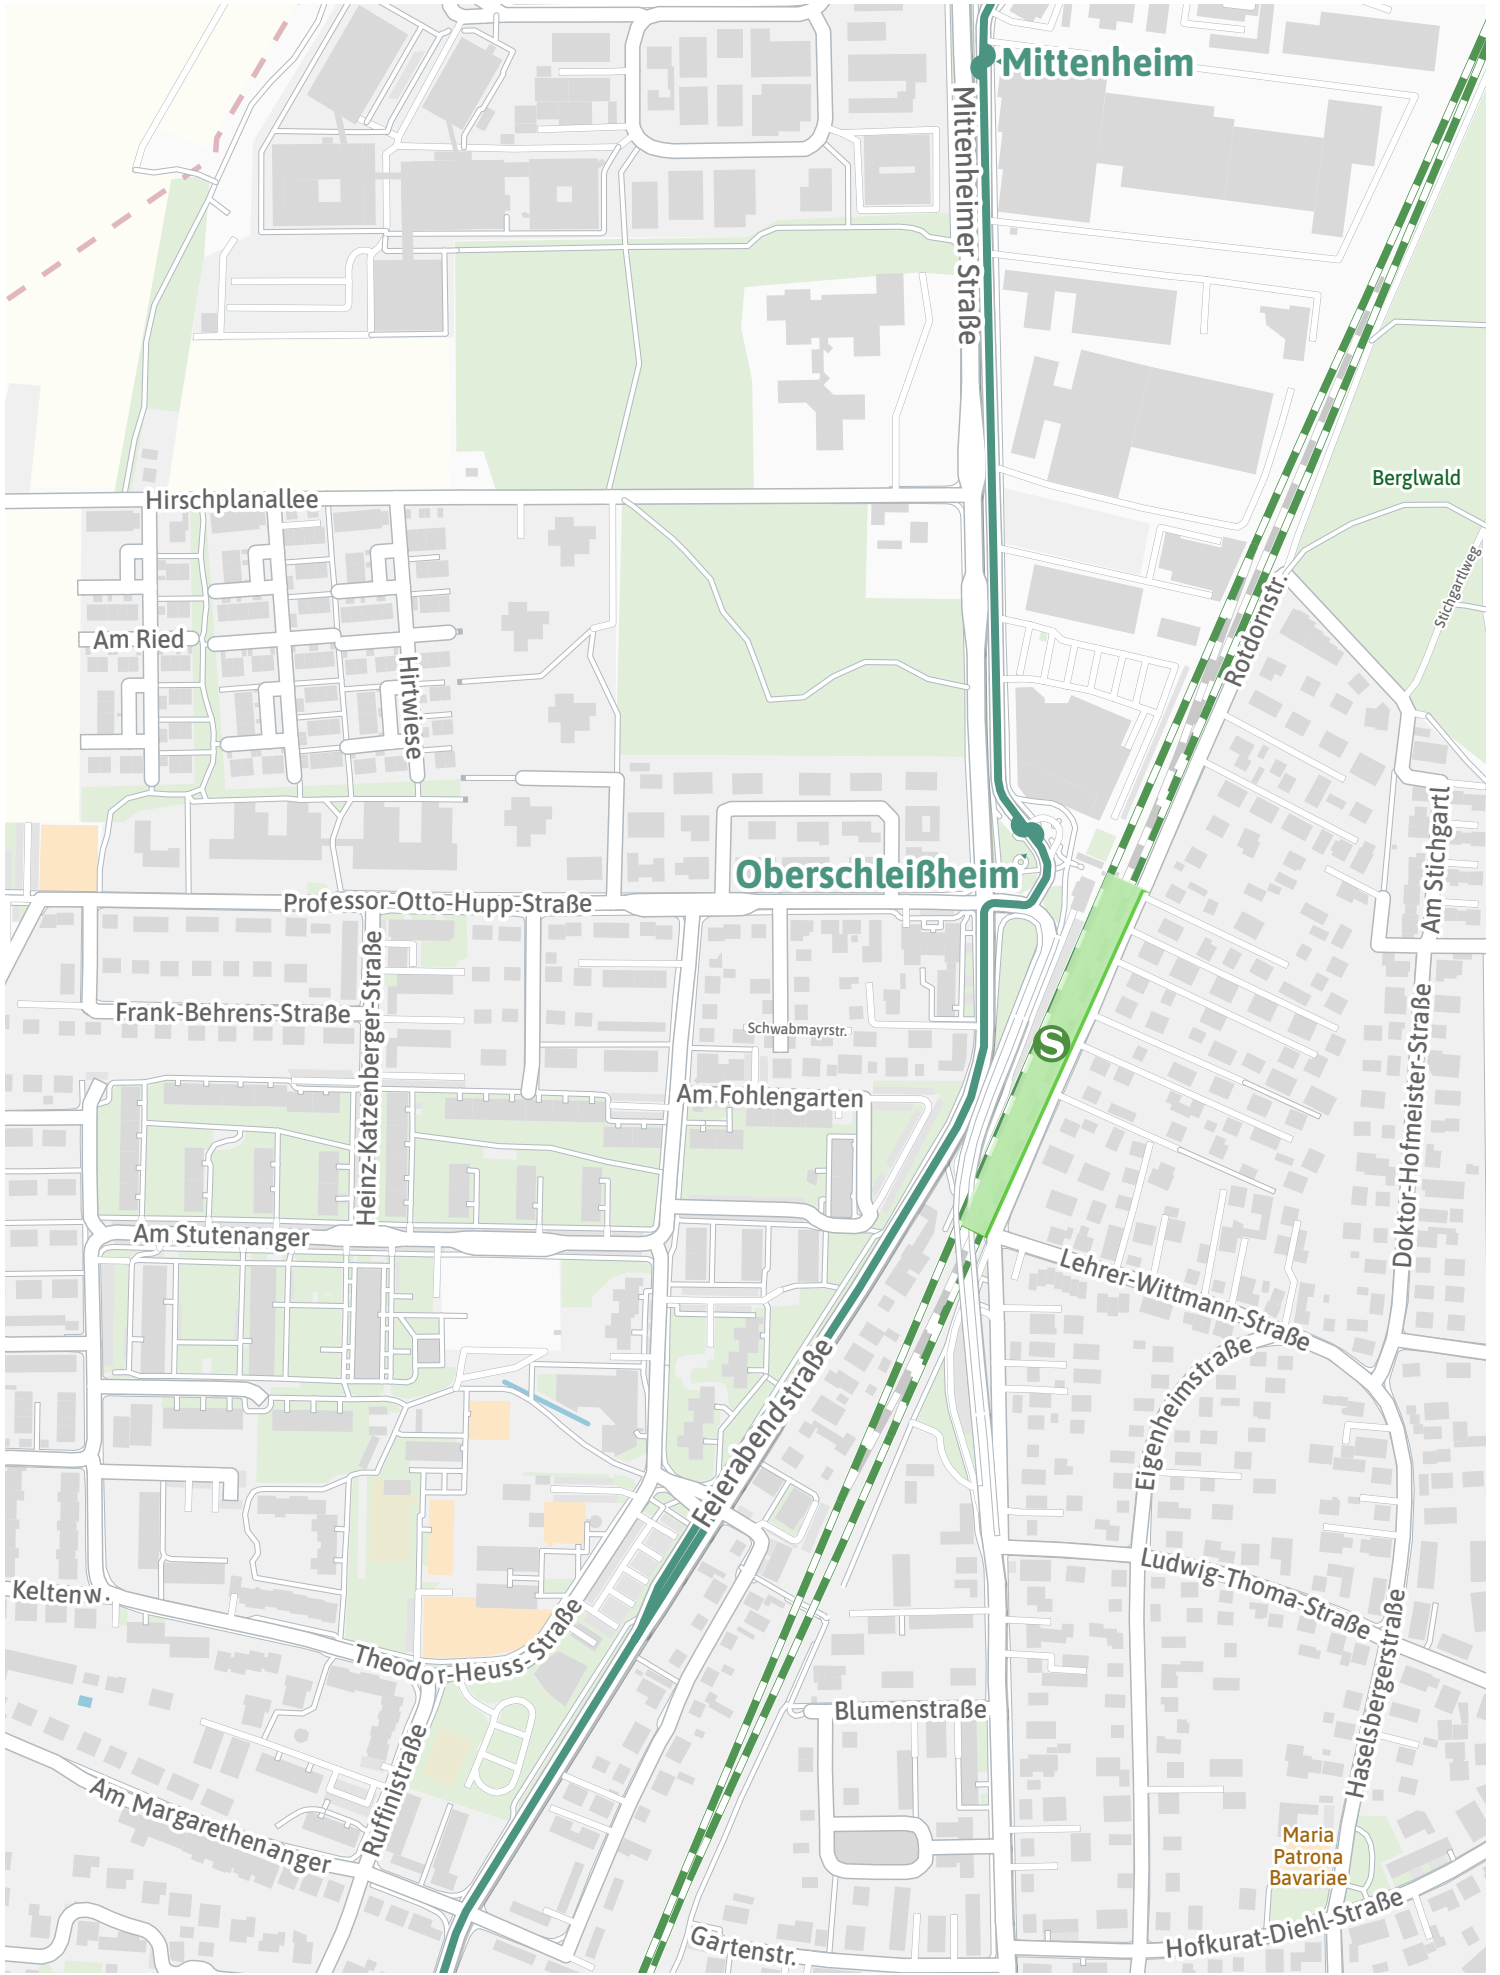 Mittenheim
Mittenheimer Straße
Berglwald
Hirschplanallee
Stichgartlweg
Rotdornstr.
Am Ried
Hirtwiese
Am Stichgartl
Oberschleißheim
Professor-Otto-Hupp-Straße
Heinz-Katzenberger-Straße
Frank-Behrens-Straße
Schwabmayrstr.
S
Doktor-Hofmeister-Straße
Am Fohlengarten
Am Stutenanger
Lehrer-Wittmann-Straße
Eigenheimstraße
Feierabendstraße
Ludwig-Thoma-Straße
Keltenw.
Theodor-Heuss-Straße
Haselsbergerstraße
Blumenstraße
Ruffinistraße
Am Margarethenanger
Maria
Patrona
Bavariae
Hofkurat-Diehl-Straße
Gartenstr.